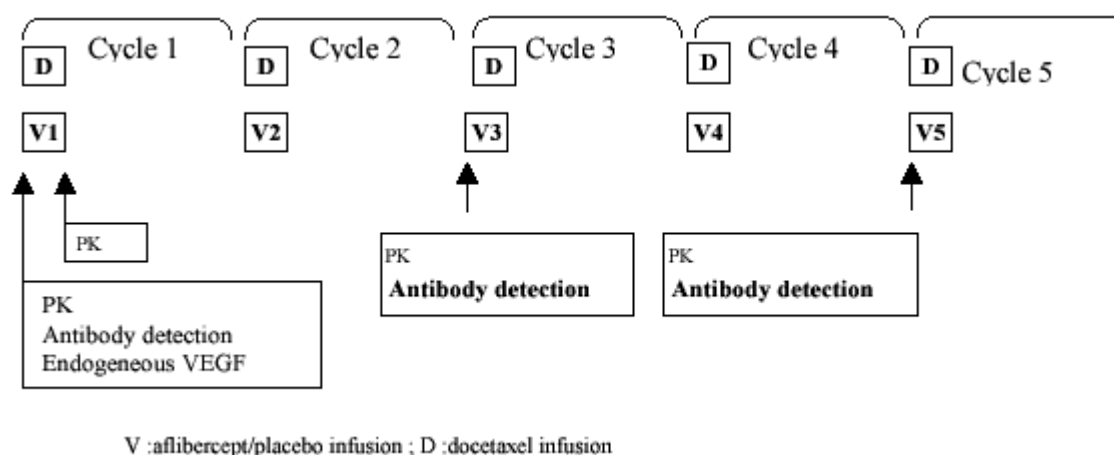 Cycle 1
Cycle 2
Cycle 3
Cycle 4
Cycle 5
D
D
D
D
D
V1
V2
V3
V4
V5
PK
PK
Antibody detection
Endogeneous VEGF
PK
Antibody detection
PK
Antibody detection
V :aflibercept/placebo infusion ; D :docetaxel infusion